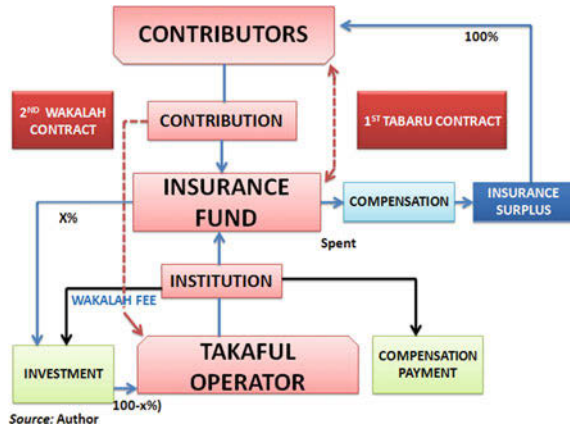 CONTRIBUTORS
100%
2ND WAKALAH
CONTRACT
CONTRIBUTION
1ST TABARU CONTRACT
INSURANCE
FUND
COMPENSATION
INSURANCE
SURPLUS
X%
Spent
INSTITUTION
WAKALAH FEE
INVESTMENT
TAKAFUL
OPERATOR
COMPENSATION
PAYMENT
100-x%)
Source: Author